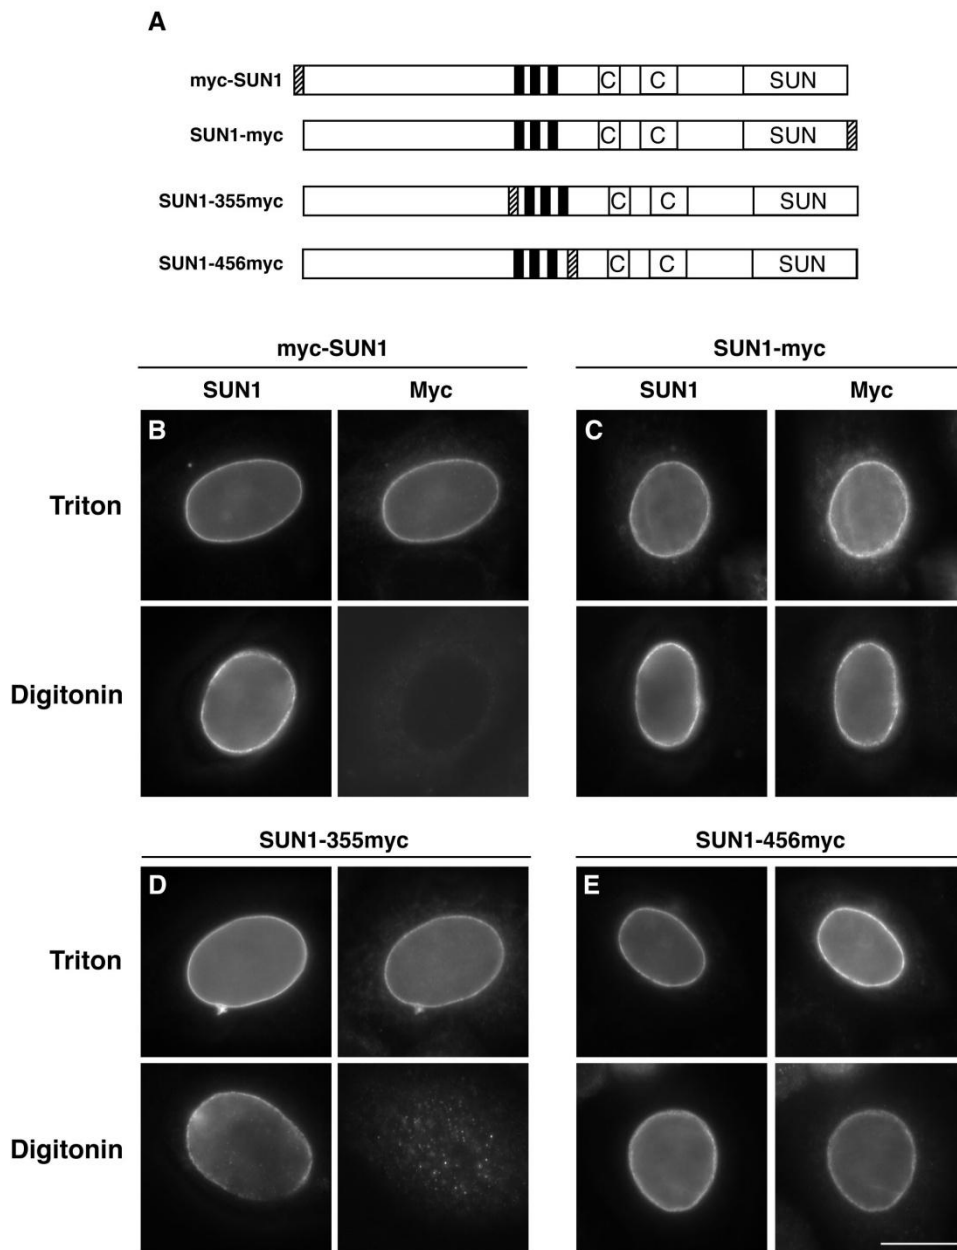 A
myc-SUN1 C C SUN
SUN1-myc C C SUN
SUN1-355myc C C SUN
SUN1-456myc C C SUN
myc-SUN1 SUN1-myc
SUN1 Myc SUN1 Myc
B C
Triton
Digitonin
SUN1-355myc SUN1-456myc
D E
Triton
Digitonin